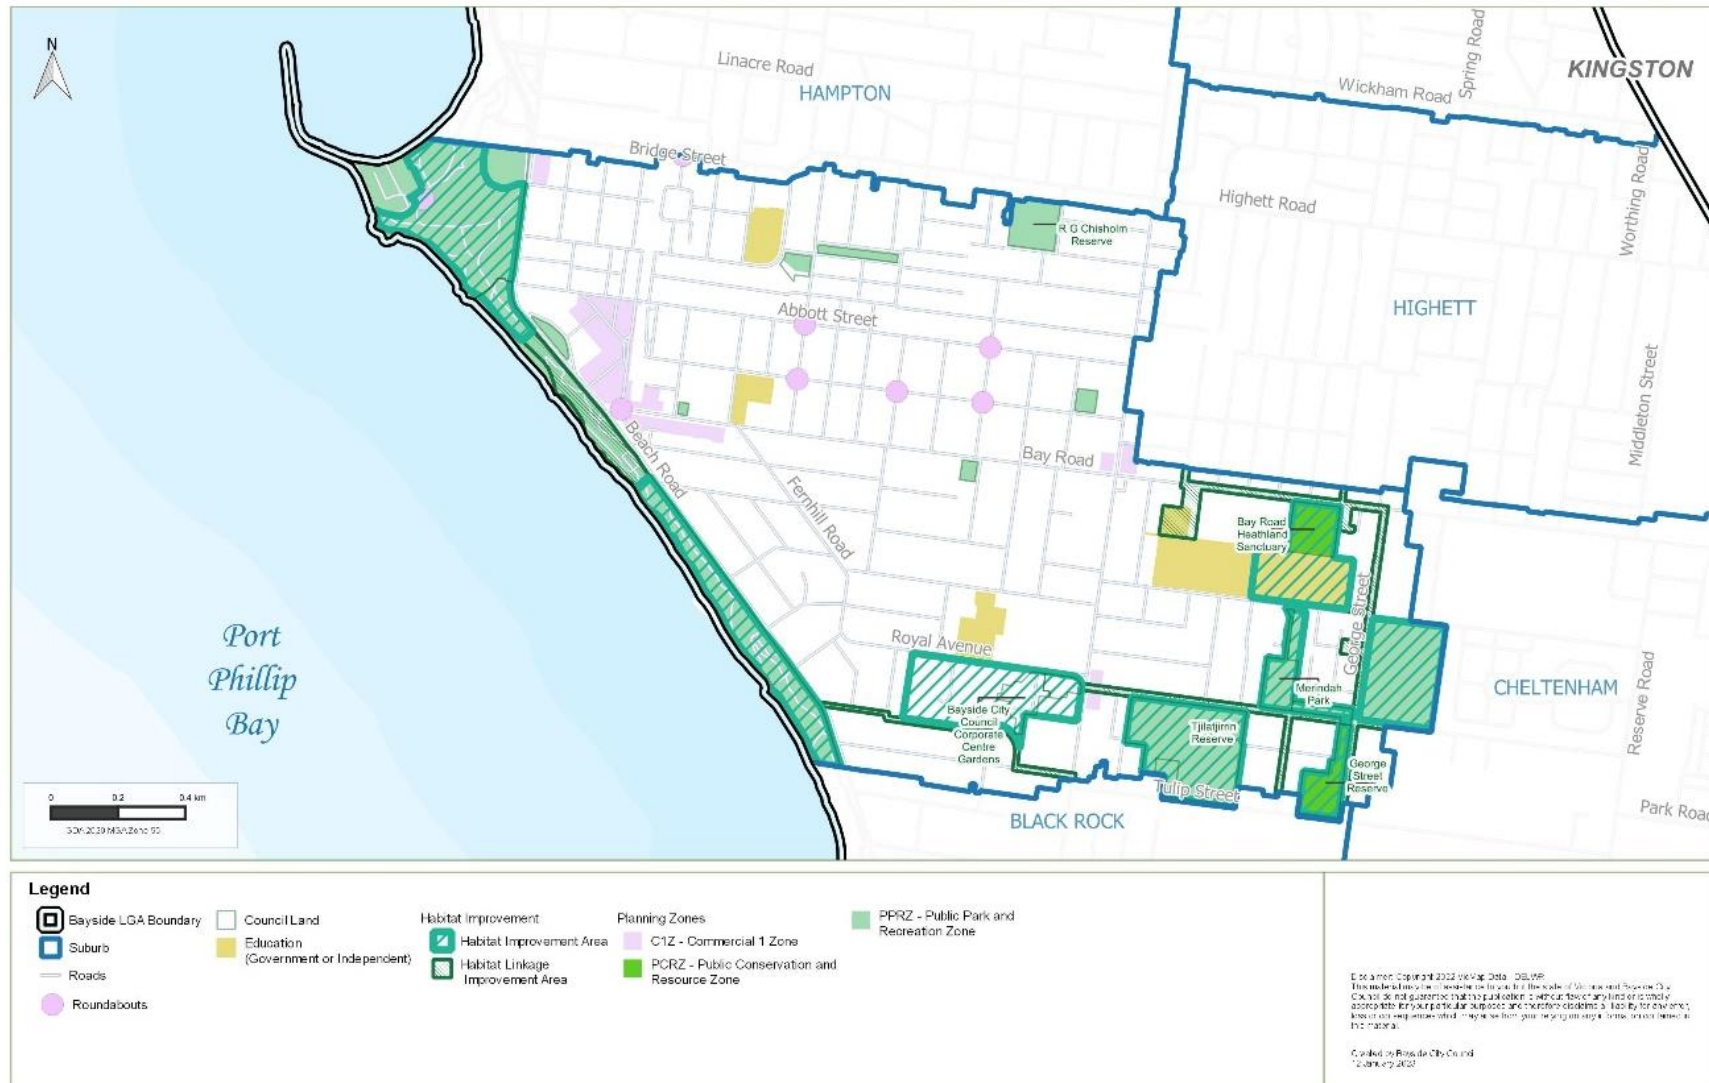 N
Linacre Road
HAMPTON
Wickham Road
Spring Road
KINGSTON
Bridge Street
Highett Road
Worthing Road
R G Chisholm
Reserve
HIGHETT
Abbott Street
Middleton Street
Beach Road
Bay Road
Fernhill Road
Bay Road
Heathland
Sanctuary
George Street
Port
Phillip
Bay
Royal Avenue
Merindah
Park
CHELTENHAM
Reserve Road
Bayside City
Council
Corporate
Centre
Gardens
Tjilatjirrin
Reserve
George
Street
Reserve
Tulip Street
BLACK ROCK
Park Road
0 0.2 0.4 km
Legend
Bayside LGA Boundary
Suburb
Roads
Roundabouts
Council Land
Education
(Government or Independent)
Habitat Improvement
Habitat Improvement Area
Habitat Linkage
Improvement Area
Planning Zones
C1Z - Commercial 1 Zone
PCRZ - Public Conservation and
Resource Zone
PPRZ - Public Park and
Recreation Zone
Created by Bayside City Council